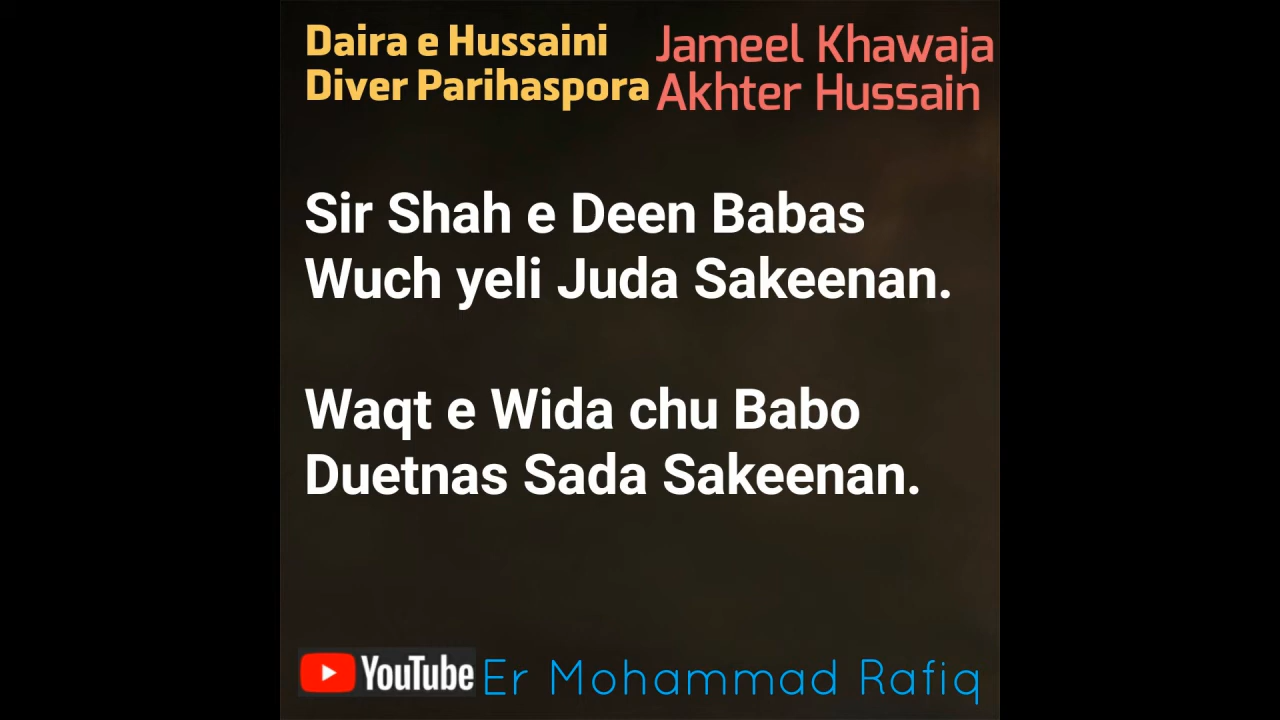 Daira e Hussaini
Diver Parihaspora
Jameel Khawaja
Akhter Hussain
Sir Shah e Deen Babas
Wuch yeli Juda Sakeenan.
Waqt e Wida chu Babo
Duetnas Sada Sakeenan.
YouTube Er Mohammad Rafiq